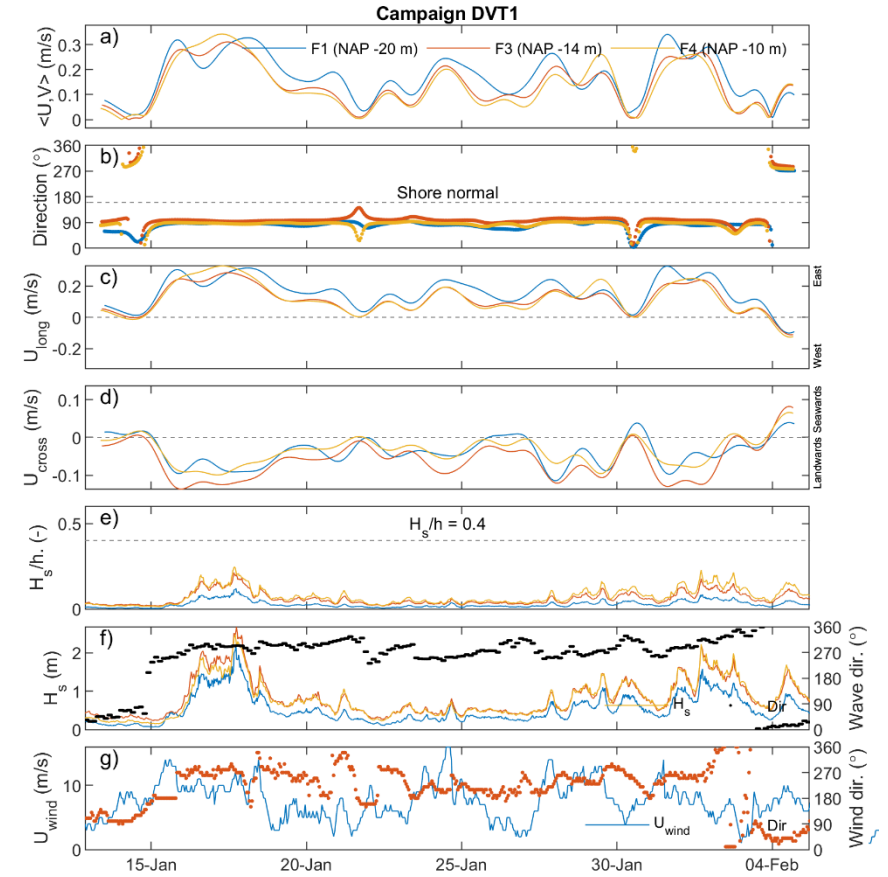 Campaign DVT1
a)
<U,V> (m/s)
0.3
0.2
0.1
0
F1 (NAP -20 m)
F3 (NAP -14 m)
F4 (NAP -10 m)
b)
Direction (°)
360
270
180
90
0
Shore normal
c)
U_long (m/s)
0.2
0
-0.2
East
West
d)
U_cross (m/s)
0.1
0
-0.1
Seawards
Landwards
e)
H_s/h. (-)
0.5
0
H_s/h = 0.4
f)
H_s (m)
2
1
0
H_s
Dir
360
270
180
90
0
Wave dir. (°)
g)
U_wind (m/s)
10
0
U_wind
Dir
360
270
180
90
0
Wind dir. (°)
15-Jan
20-Jan
25-Jan
30-Jan
04-Feb